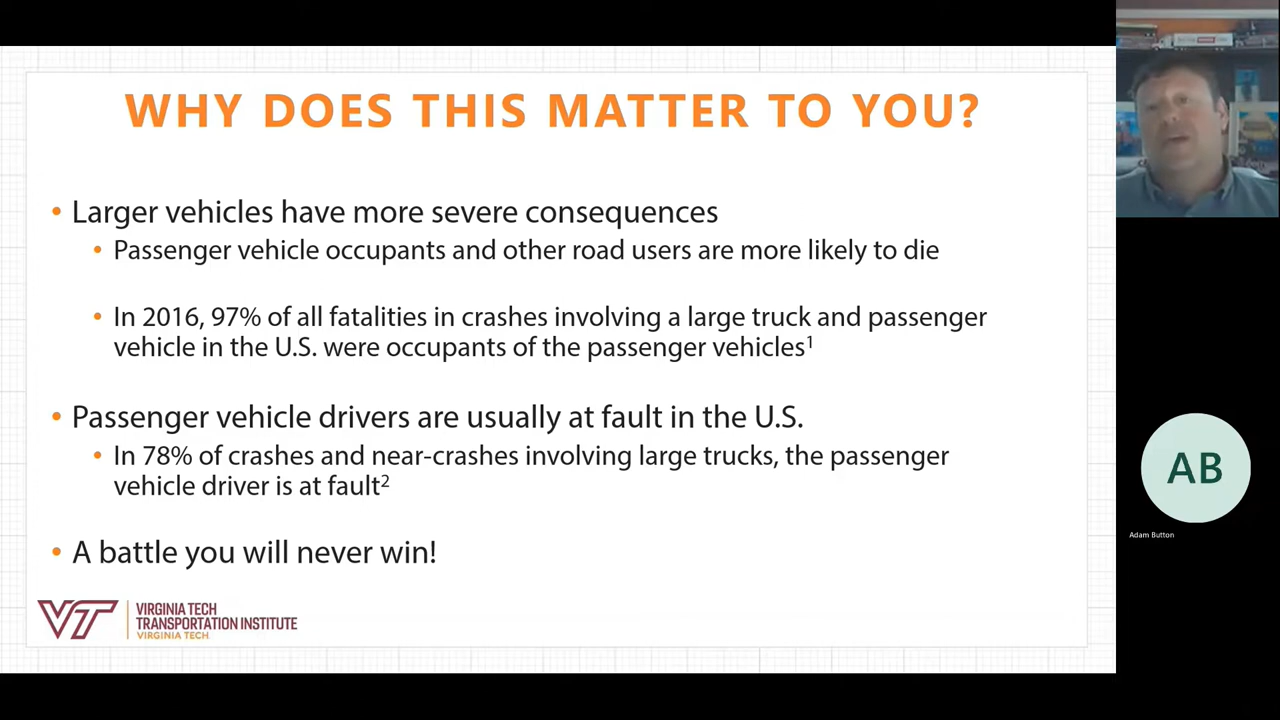 WHY DOES THIS MATTER TO YOU?
• Larger vehicles have more severe consequences
• Passenger vehicle occupants and other road users are more likely to die
• In 2016, 97% of all fatalities in crashes involving a large truck and passenger
vehicle in the U.S. were occupants of the passenger vehicles¹
• Passenger vehicle drivers are usually at fault in the U.S.
• In 78% of crashes and near-crashes involving large trucks, the passenger
vehicle driver is at fault²
• A battle you will never win!
VT
VIRGINIA TECH
TRANSPORTATION INSTITUTE
VIRGINIA TECH.
AB
Adam Button